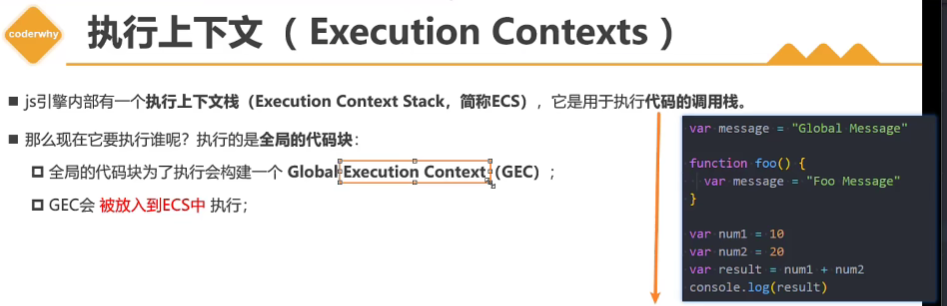 coderwhy
执行上下文（ Execution Contexts ）
■ js引擎内部有一个执行上下文栈（Execution Context Stack，简称ECS），它是用于执行代码的调用栈。
■ 那么现在它要执行谁呢？执行的是全局的代码块：
全局的代码块为了执行会构建一个 Global Execution Context（GEC）；
GEC会 被放入到ECS中 执行；
var message = "Global Message"
function foo() {
var message = "Foo Message"
}
var num1 = 10
var num2 = 20
var result = num1 + num2
console.log(result)